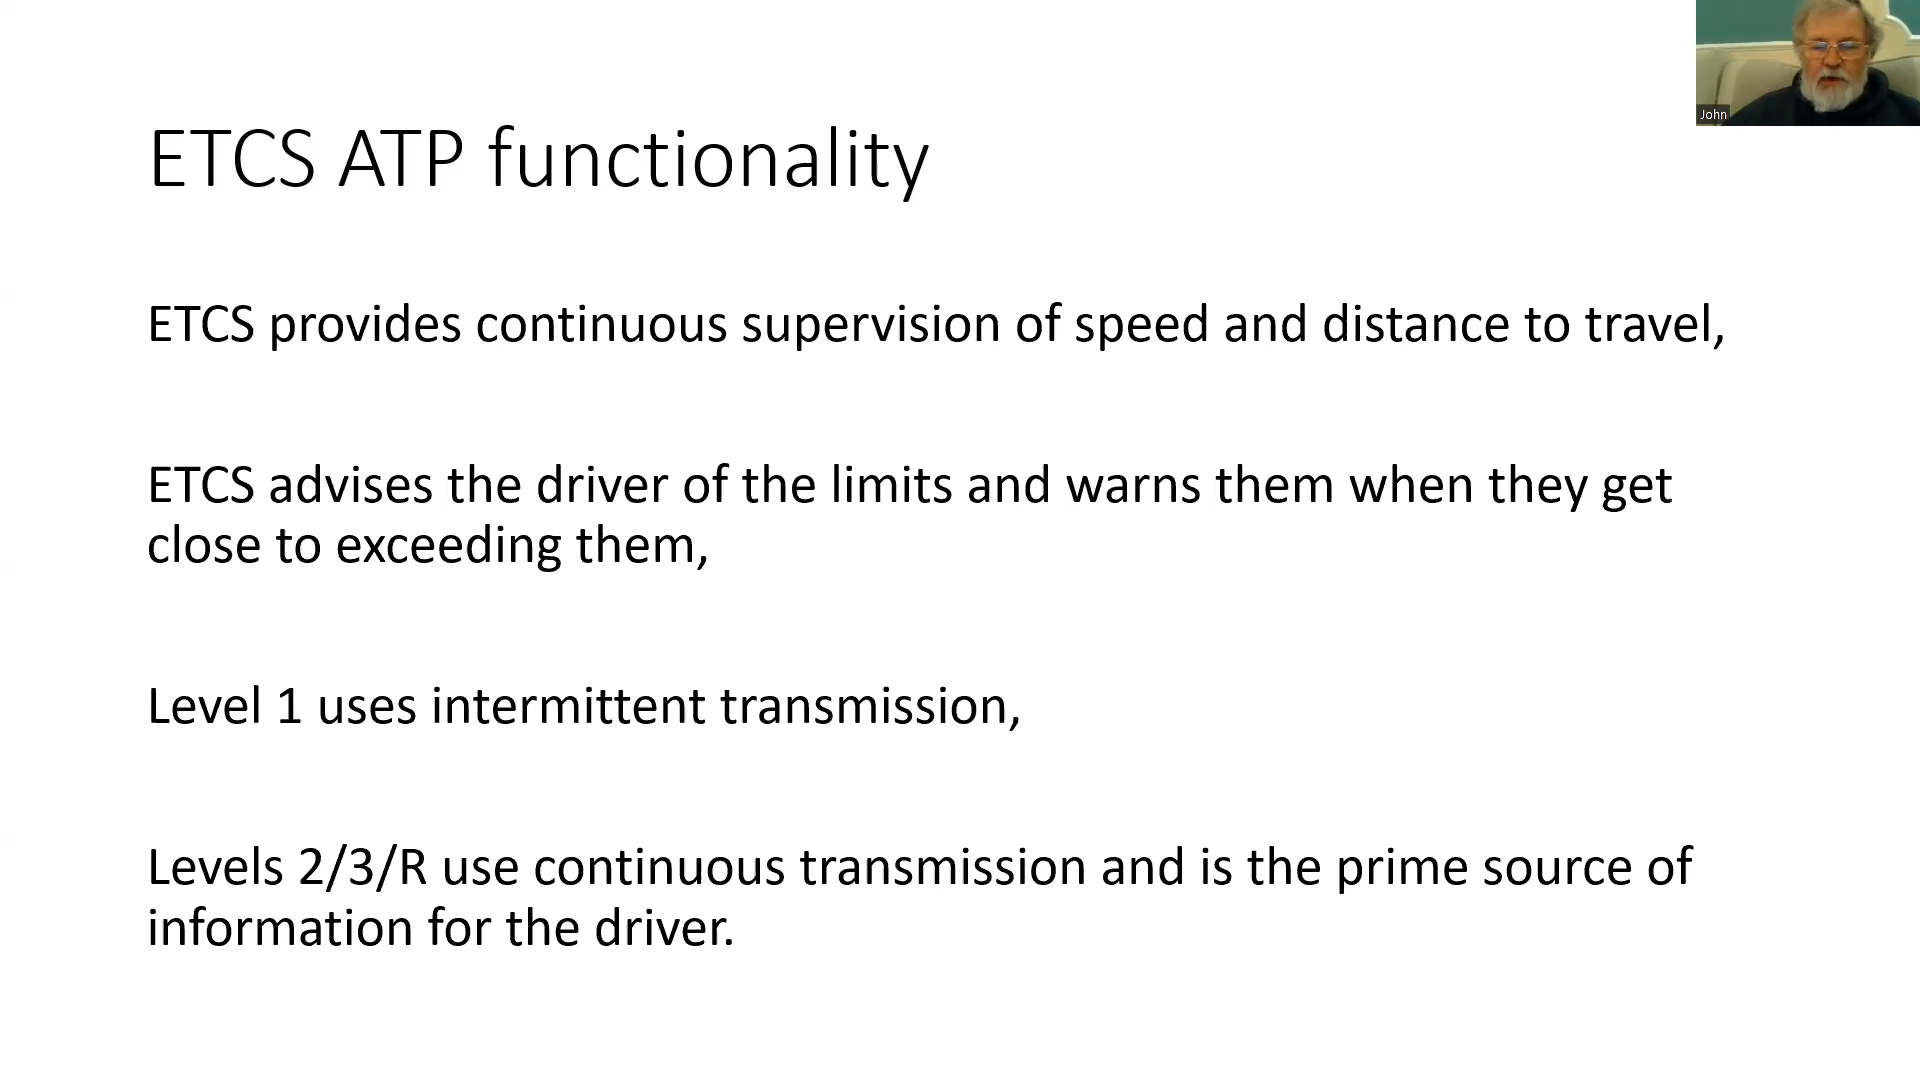 John
ETCS ATP functionality
ETCS provides continuous supervision of speed and distance to travel,
ETCS advises the driver of the limits and warns them when they get
close to exceeding them,
Level 1 uses intermittent transmission,
Levels 2/3/R use continuous transmission and is the prime source of
information for the driver.